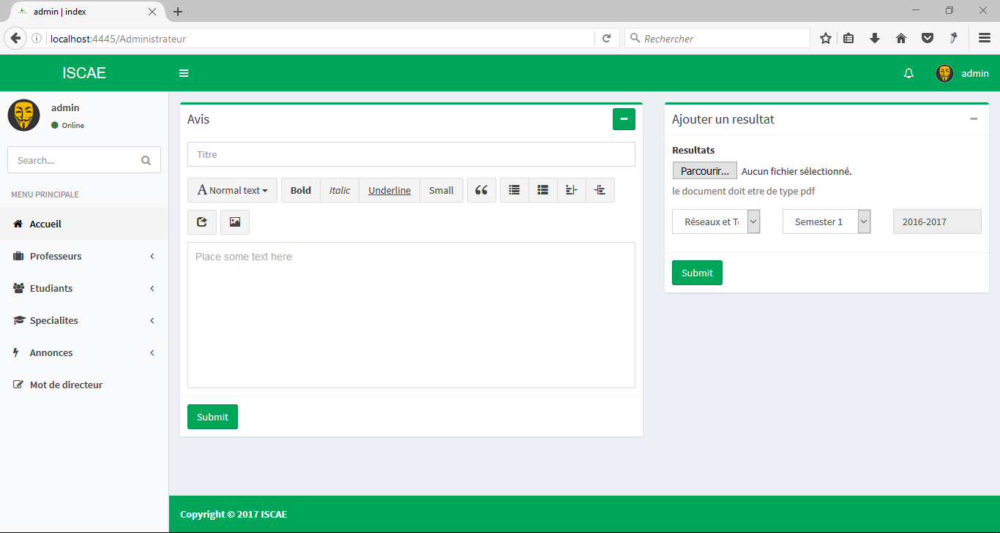 admin | index
localhost:4445/Administrateur
Rechercher
ISCAE
admin
admin
Online
Search...
MENU PRINCIPALE
Accueil
Professeurs
Etudiants
Specialites
Annonces
Mot de directeur
Avis
Titre
A Normal text Bold Italic Underline Small
Place some text here
Submit
Ajouter un resultat
Resultats
Parcourir... Aucun fichier sélectionné.
le document doit etre de type pdf
Réseaux et Semester 1 2016-2017
Submit
Copyright © 2017 ISCAE